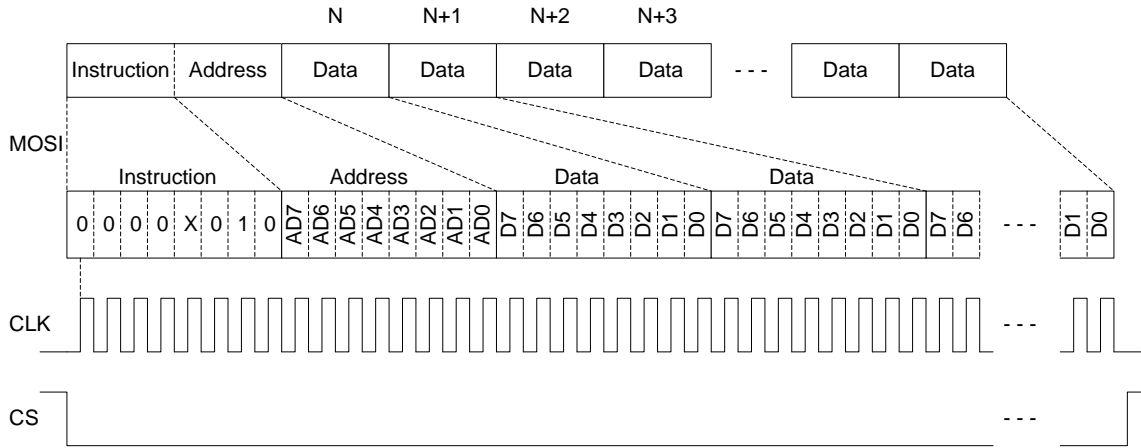 N N+1 N+2 N+3
Instruction Address Data Data Data Data - - - Data Data
MOSI
Instruction Address Data Data
0 0 0 0 X 0 1 0 AD7 AD6 AD5 AD4 AD3 AD2 AD1 AD0 D7 D6 D5 D4 D3 D2 D1 D0 D7 D6 D5 D4 D3 D2 D1 D0 D7 D6 - - - D1 D0
CLK - - -
CS - - -